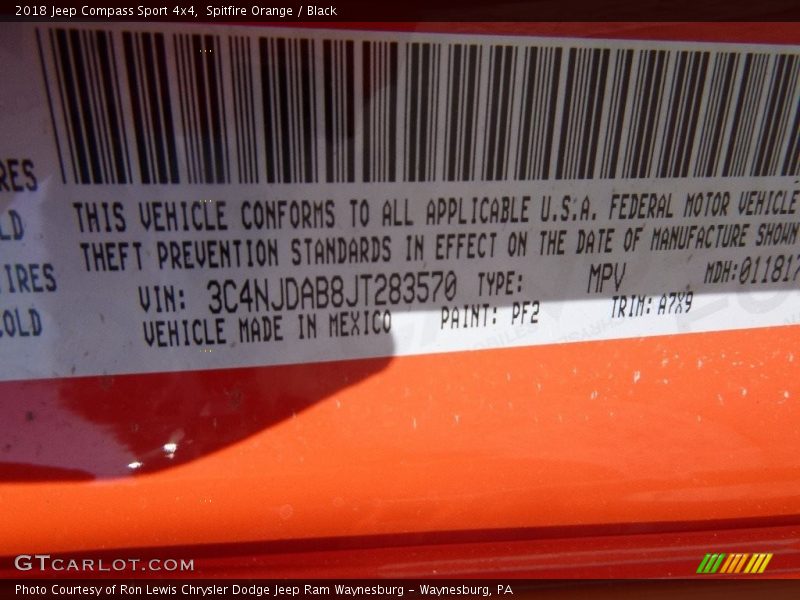 2018 Jeep Compass Sport 4x4,  Spitfire Orange / Black
RES
LD
IRES
COLD
THIS VEHICLE CONFORMS TO ALL APPLICABLE U.S.A. FEDERAL MOTOR VEHICLE
THEFT PREVENTION STANDARDS IN EFFECT ON THE DATE OF MANUFACTURE SHOWN
VIN: 3C4NJDAB8JT283570 TYPE: MPV MDH:011817
VEHICLE MADE IN MEXICO PAINT: PF2 TRIM: A7X9
GTCARLOT.COM
Photo Courtesy of Ron Lewis Chrysler Dodge Jeep Ram Waynesburg - Waynesburg, PA